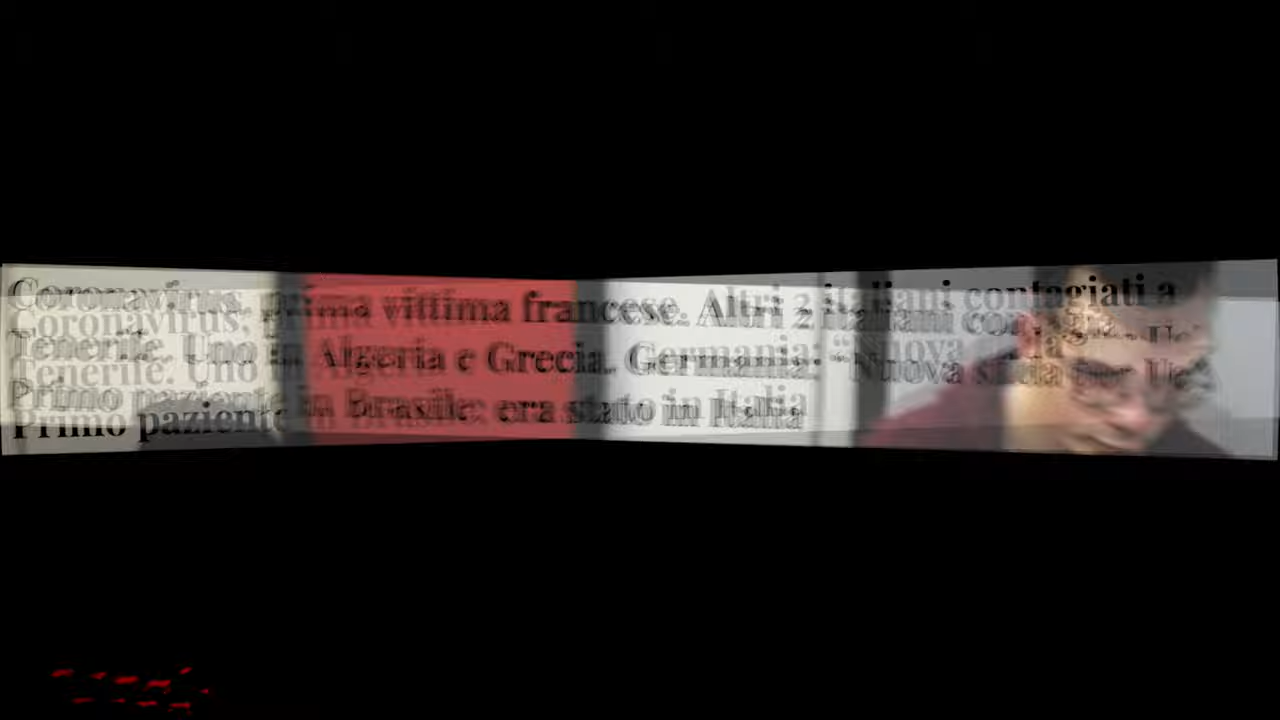 Coronavirus, prima vittima francese. Altri 2 italiani contagiati a
Tenerife. Uno in Algeria e Grecia. Germania: “Nuova sfida per Ue”
Primo paziente in Brasile: era stato in Italia